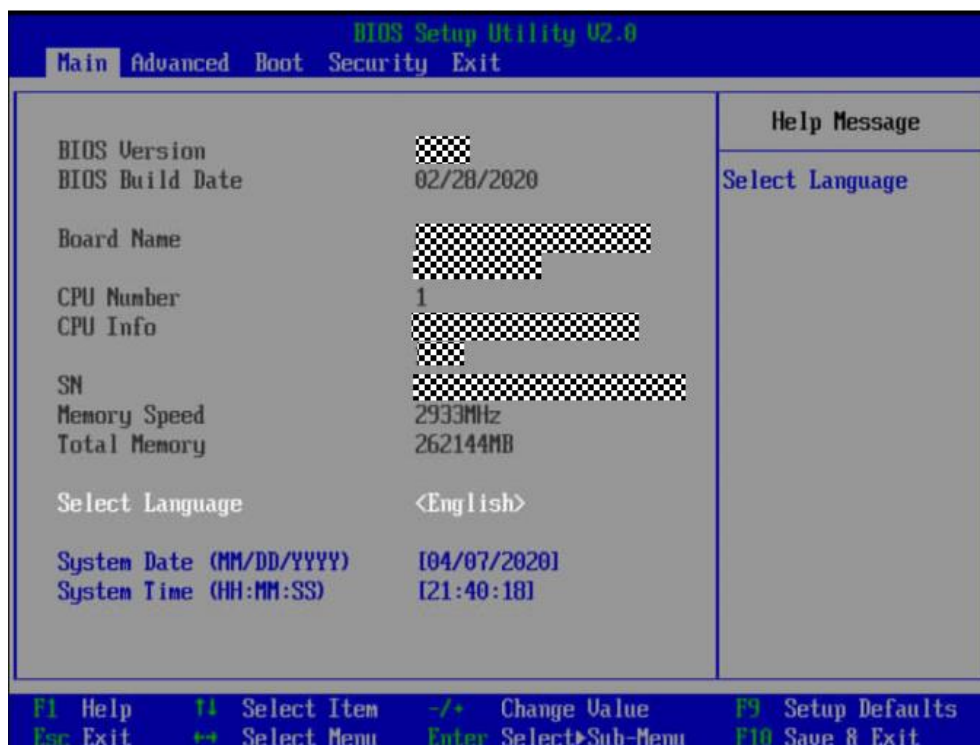 BIOS Setup Utility V2.0
Main Advanced Boot Security Exit
Help Message
Select Language
BIOS Version
BIOS Build Date 02/28/2020
Board Name
CPU Number 1
CPU Info
SN
Memory Speed 2933MHz
Total Memory 262144MB
Select Language <English>
System Date (MM/DD/YYYY) [04/07/2020]
System Time (HH:MM:SS) [21:40:18]
F1 Help ↑↓ Select Item -/+ Change Value F9 Setup Defaults
Esc Exit ↔ Select Menu Enter Select▶Sub-Menu F10 Save & Exit